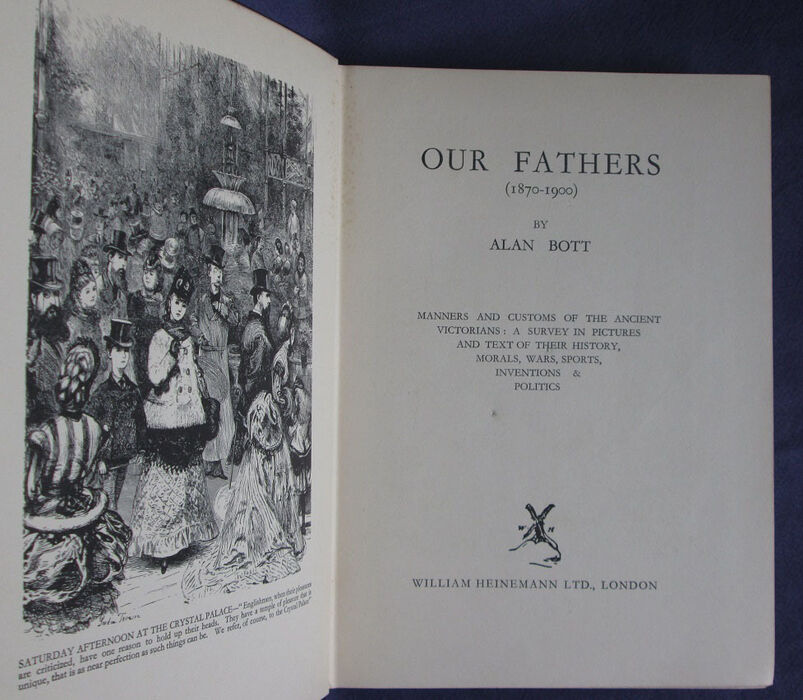 SATURDAY AFTERNOON AT THE CRYSTAL PALACE—"Englishmen, when their pleasures
are criticized, have one reason to hold up their heads. They have a temple of pleasure that is
unique, that is as near perfection as such things can be. We refer, of course, to the Crystal Palace"
OUR FATHERS
(1870-1900)
BY
ALAN BOTT
MANNERS AND CUSTOMS OF THE ANCIENT
VICTORIANS: A SURVEY IN PICTURES
AND TEXT OF THEIR HISTORY,
MORALS, WARS, SPORTS,
INVENTIONS &
POLITICS
W H
WILLIAM HEINEMANN LTD., LONDON